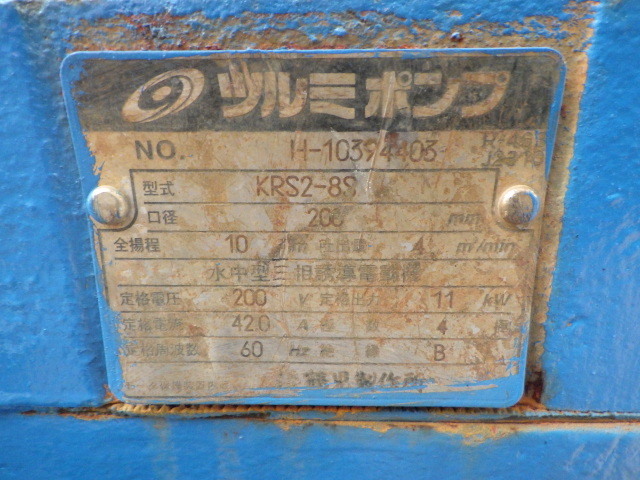 ツルミポンプ
NO. H-10394403
型式 KRS2-8S
口径 200 mm
全揚程 10 m 吐出量 4 m³/min
水中型三相誘導電動機
定格電圧 200 V 定格出力 11 kW
定格電流 42.0 A 極数 4 極
定格周波数 60 Hz 絶縁 B
鶴見製作所